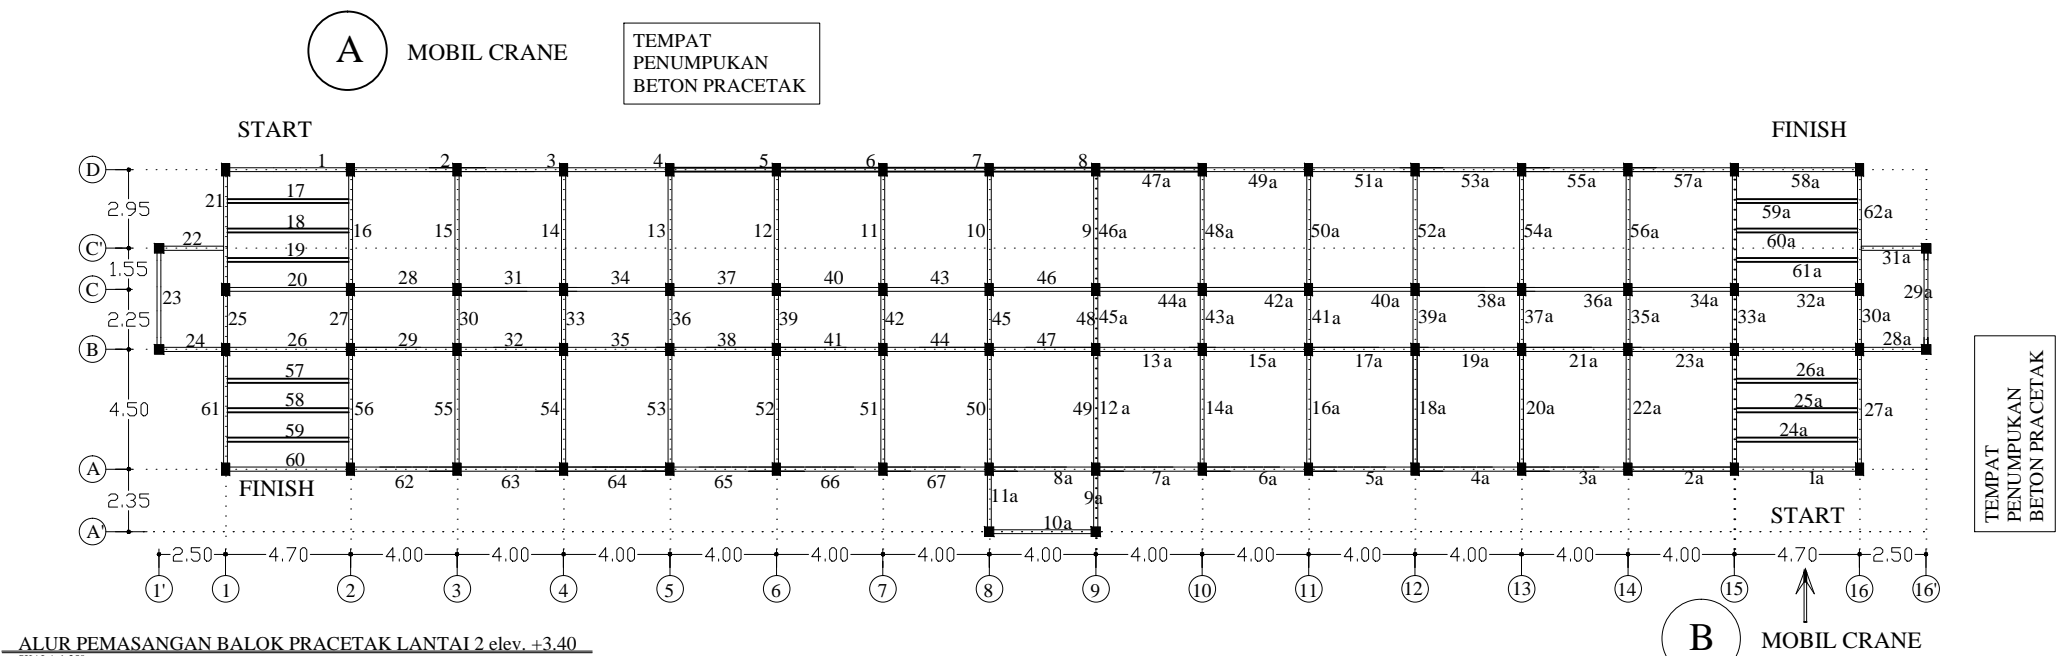 A
MOBIL CRANE
TEMPAT
PENUMPUKAN
BETON PRACETAK
START
FINISH
D 1 2 3 4 5 6 7 8
47a 49a 51a 53a 55a 57a 58a
17
21
2.95
59a 62a
18
22 16 15 14 13 12 11 10 9 46a 48a 50a 52a 54a 56a
60a
C' 19
31a
1.55 61a
20 28 31 34 37 40 43 46
C
23 44a 42a 40a 38a 36a 34a 32a 29a
2.25 25 27 30 33 36 39 42 45 48 45a 43a 41a 39a 37a 35a 33a 30a
24 26 29 32 35 38 41 44 47 28a
B
13a 15a 17a 19a 21a 23a
57 26a
58 25a
4.50 61 56 55 54 53 52 51 50 49 12a 14a 16a 18a 20a 22a 27a
59 24a
60
A
62 63 64 65 66 67 8a 7a 6a 5a 4a 3a 2a 1a
FINISH
2.35 11a 9a
START
10a
A'
2.50 4.70 4.00 4.00 4.00 4.00 4.00 4.00 4.00 4.00 4.00 4.00 4.00 4.00 4.00 4.70 2.50
1' 1 2 3 4 5 6 7 8 9 10 11 12 13 14 15 16 16'
TEMPAT
PENUMPUKAN
BETON PRACETAK
B
MOBIL CRANE
ALUR PEMASANGAN BALOK PRACETAK LANTAI 2 elev. +3.40